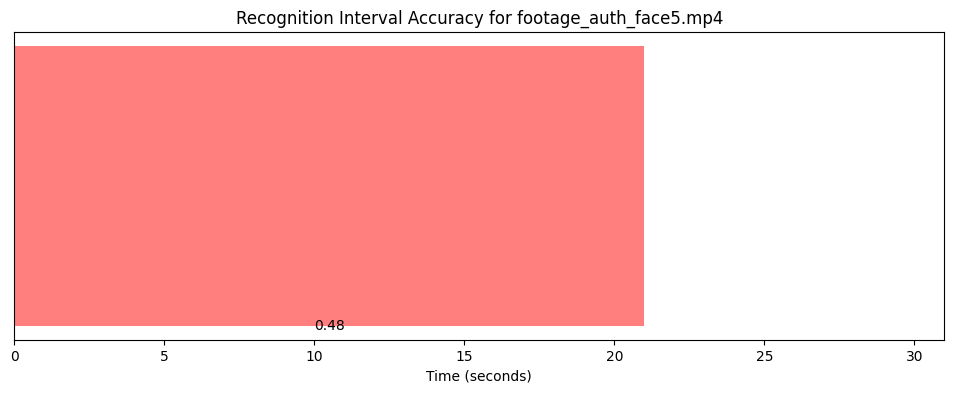 Recognition Interval Accuracy for footage_auth_face5.mp4
0.48
0 5 10 15 20 25 30
Time (seconds)